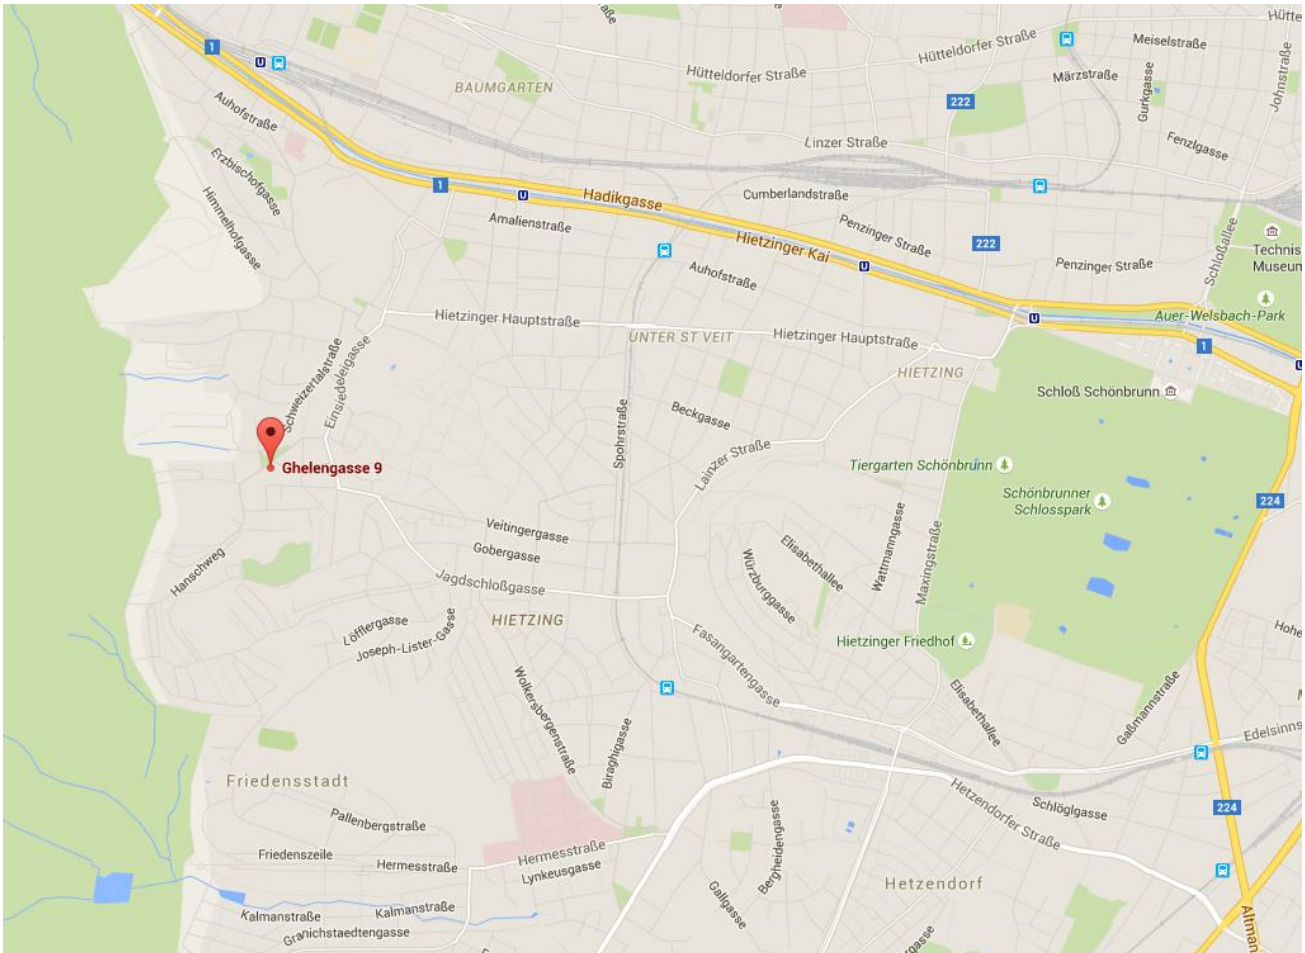 Hütte
Meiselstraße
Hütteldorfer Straße
Hütteldorfer Straße
1
U
Märzstraße
Gurkgasse
Johnstraße
BAUMGARTEN
222
Auhofstraße
Linzer Straße
Fenzlgasse
Erzbischofgasse
Himmelhofgasse
1
U
Hadikgasse
Cumberlandstraße
Amalienstraße
Penzinger Straße
222
Hietzinger Kai
Penzinger Straße
Schloßallee
Technis
Museum
Auhofstraße
U
Hietzinger Hauptstraße
Hietzinger Hauptstraße
UNTER ST VEIT
U
Auer-Welsbach-Park
1
U
HIETZING
Schweizertalstraße
Einsiedeleigasse
Schloß Schönbrunn
Beckgasse
Spohrstraße
Lainzer Straße
Ghelengasse 9
Tiergarten Schönbrunn
Schönbrunner
Schlosspark
224
Veitingergasse
Gobergasse
Wattmanngasse
Maxingstraße
Elisabethallee
Würzburggasse
Hanschweg
Jagdschloßgasse
Löfflergasse
Joseph-Lister-Gasse
HIETZING
Fasangartengasse
Hietzinger Friedhof
Hohe
Wolkersbergenstraße
Biraghigasse
Elisabethallee
Gaßmannstraße
Edelsinns
Friedensstadt
Pallenbergstraße
Hetzendorfer Straße
Schlöglgasse
224
Friedenszeile
Hermesstraße
Hermesstraße
Lynkeusgasse
Bergheidengasse
Gallgasse
Hetzendorf
Kalmanstraße
Kalmanstraße
Granichstaedtengasse
Altman